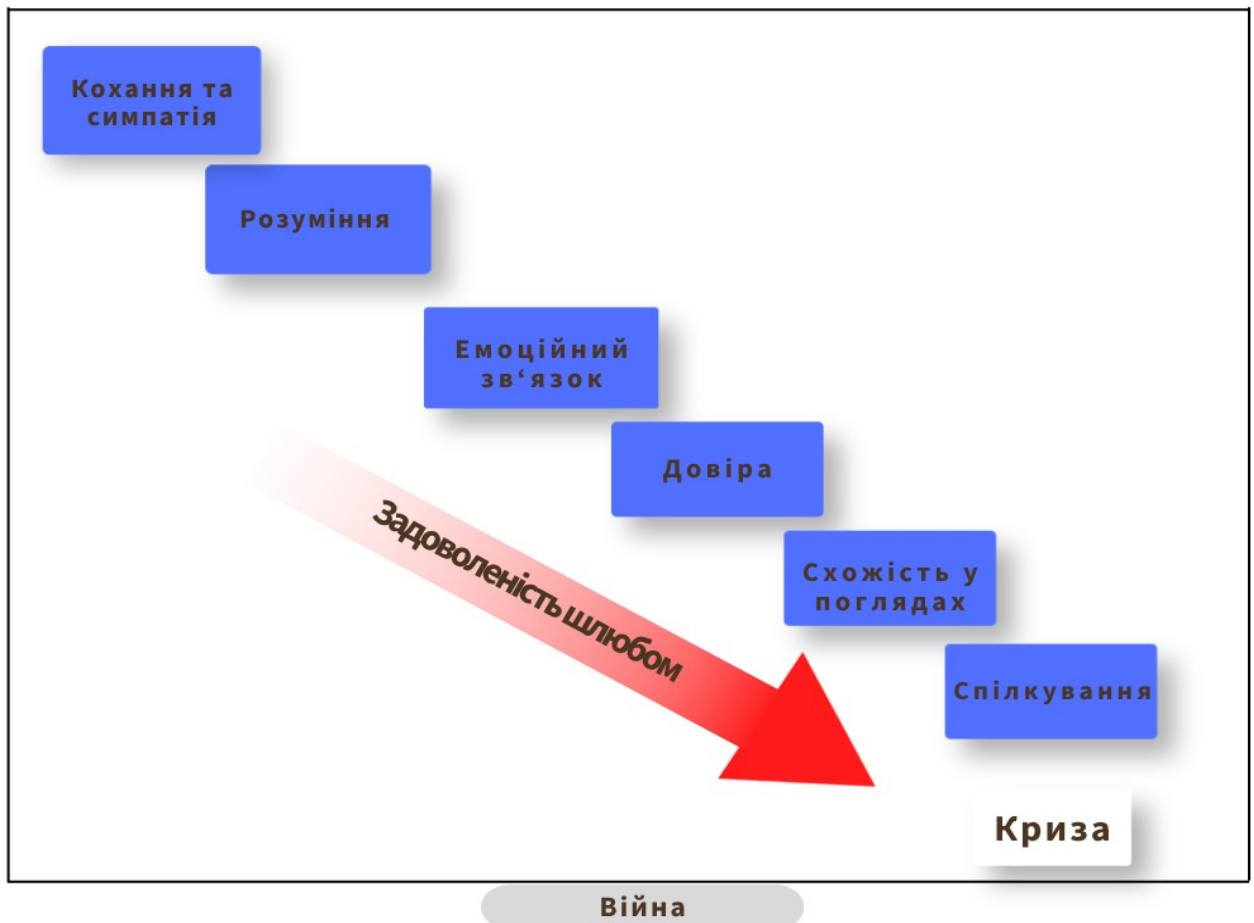 Кохання та
симпатія
Розуміння
Емоційний
зв‘язок
Довіра
Задоволеність шлюбом
Схожість у
поглядах
Спілкування
Криза
Війна